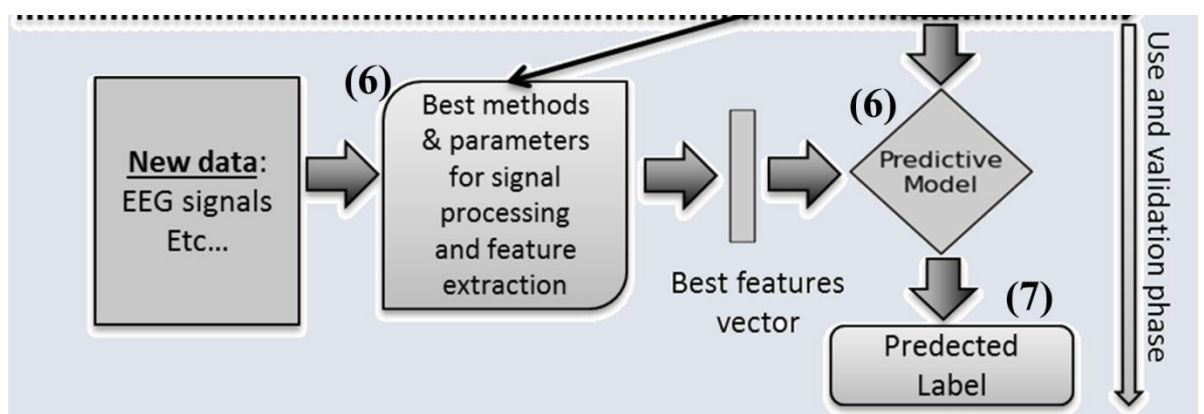 New data:
EEG signals
Etc...
(6)
Best methods
& parameters
for signal
processing
and feature
extraction
Best features
vector
(6)
Predictive
Model
(7)
Predected
Label
Use and validation phase